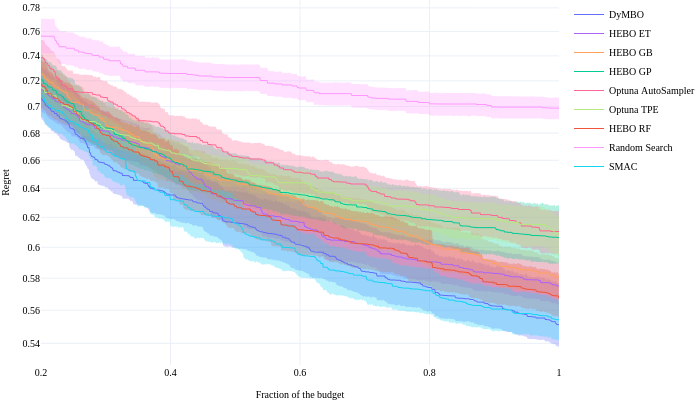 0.78
0.76
0.74
0.72
0.7
0.68
0.66
0.64
0.62
0.6
0.58
0.56
0.54
Regret
0.2
0.4
0.6
0.8
1
Fraction of the budget
DyMBO
HEBO ET
HEBO GB
HEBO GP
Optuna AutoSampler
Optuna TPE
HEBO RF
Random Search
SMAC